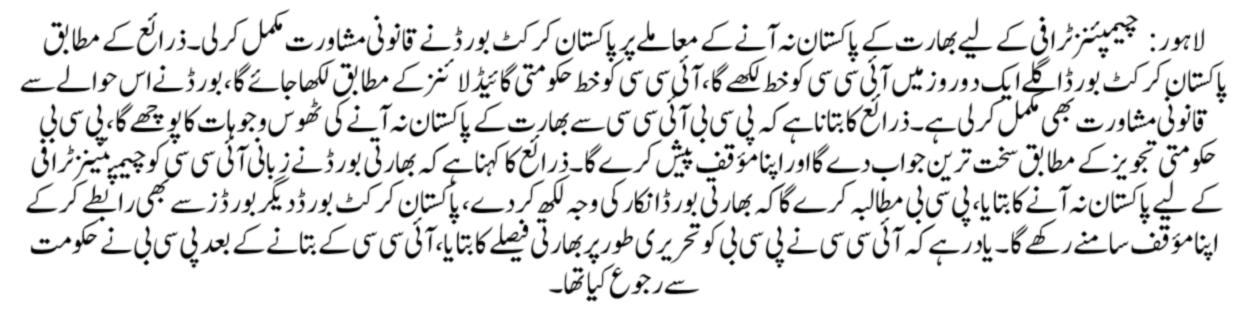 لاہور: چیمپئنز ٹرافی کے لیے بھارت کے پاکستان نہ آنے کے معاملے پر پاکستان کرکٹ بورڈ نے قانونی مشاورت مکمل کرلی۔ ذرائع کے مطابق
پاکستان کرکٹ بورڈ اگلے ایک دو روز میں آئی سی سی کو خط لکھے گا، آئی سی سی کو خط حکومتی گائیڈ لائنز کے مطابق لکھا جائے گا، بورڈ نے اس حوالے سے
قانونی مشاورت بھی مکمل کرلی ہے۔ ذرائع کا بتانا ہے کہ پی سی بی آئی سی سی سے بھارت کے پاکستان نہ آنے کی ٹھوس وجوہات کا پوچھے گا، پی سی بی
حکومتی تجویز کے مطابق سخت ترین جواب دے گا اور اپنا مؤقف پیش کرے گا۔ ذرائع کا کہنا ہے کہ بھارتی بورڈ نے زبانی آئی سی سی کو چیمپئینز ٹرافی
کے لیے پاکستان نہ آنے کا بتایا، پی سی بی مطالبہ کرے گا کہ بھارتی بورڈ انکار کی وجہ لکھ کر دے، پاکستان کرکٹ بورڈ دیگر بورڈز سے بھی رابطے کرکے
اپنا مؤقف سامنے رکھے گا۔ یاد رہے کہ آئی سی سی نے پی سی بی کو تحریری طور پر بھارتی فیصلے کا بتایا، آئی سی سی کے بتانے کے بعد پی سی بی نے حکومت
سے رجوع کیا تھا۔